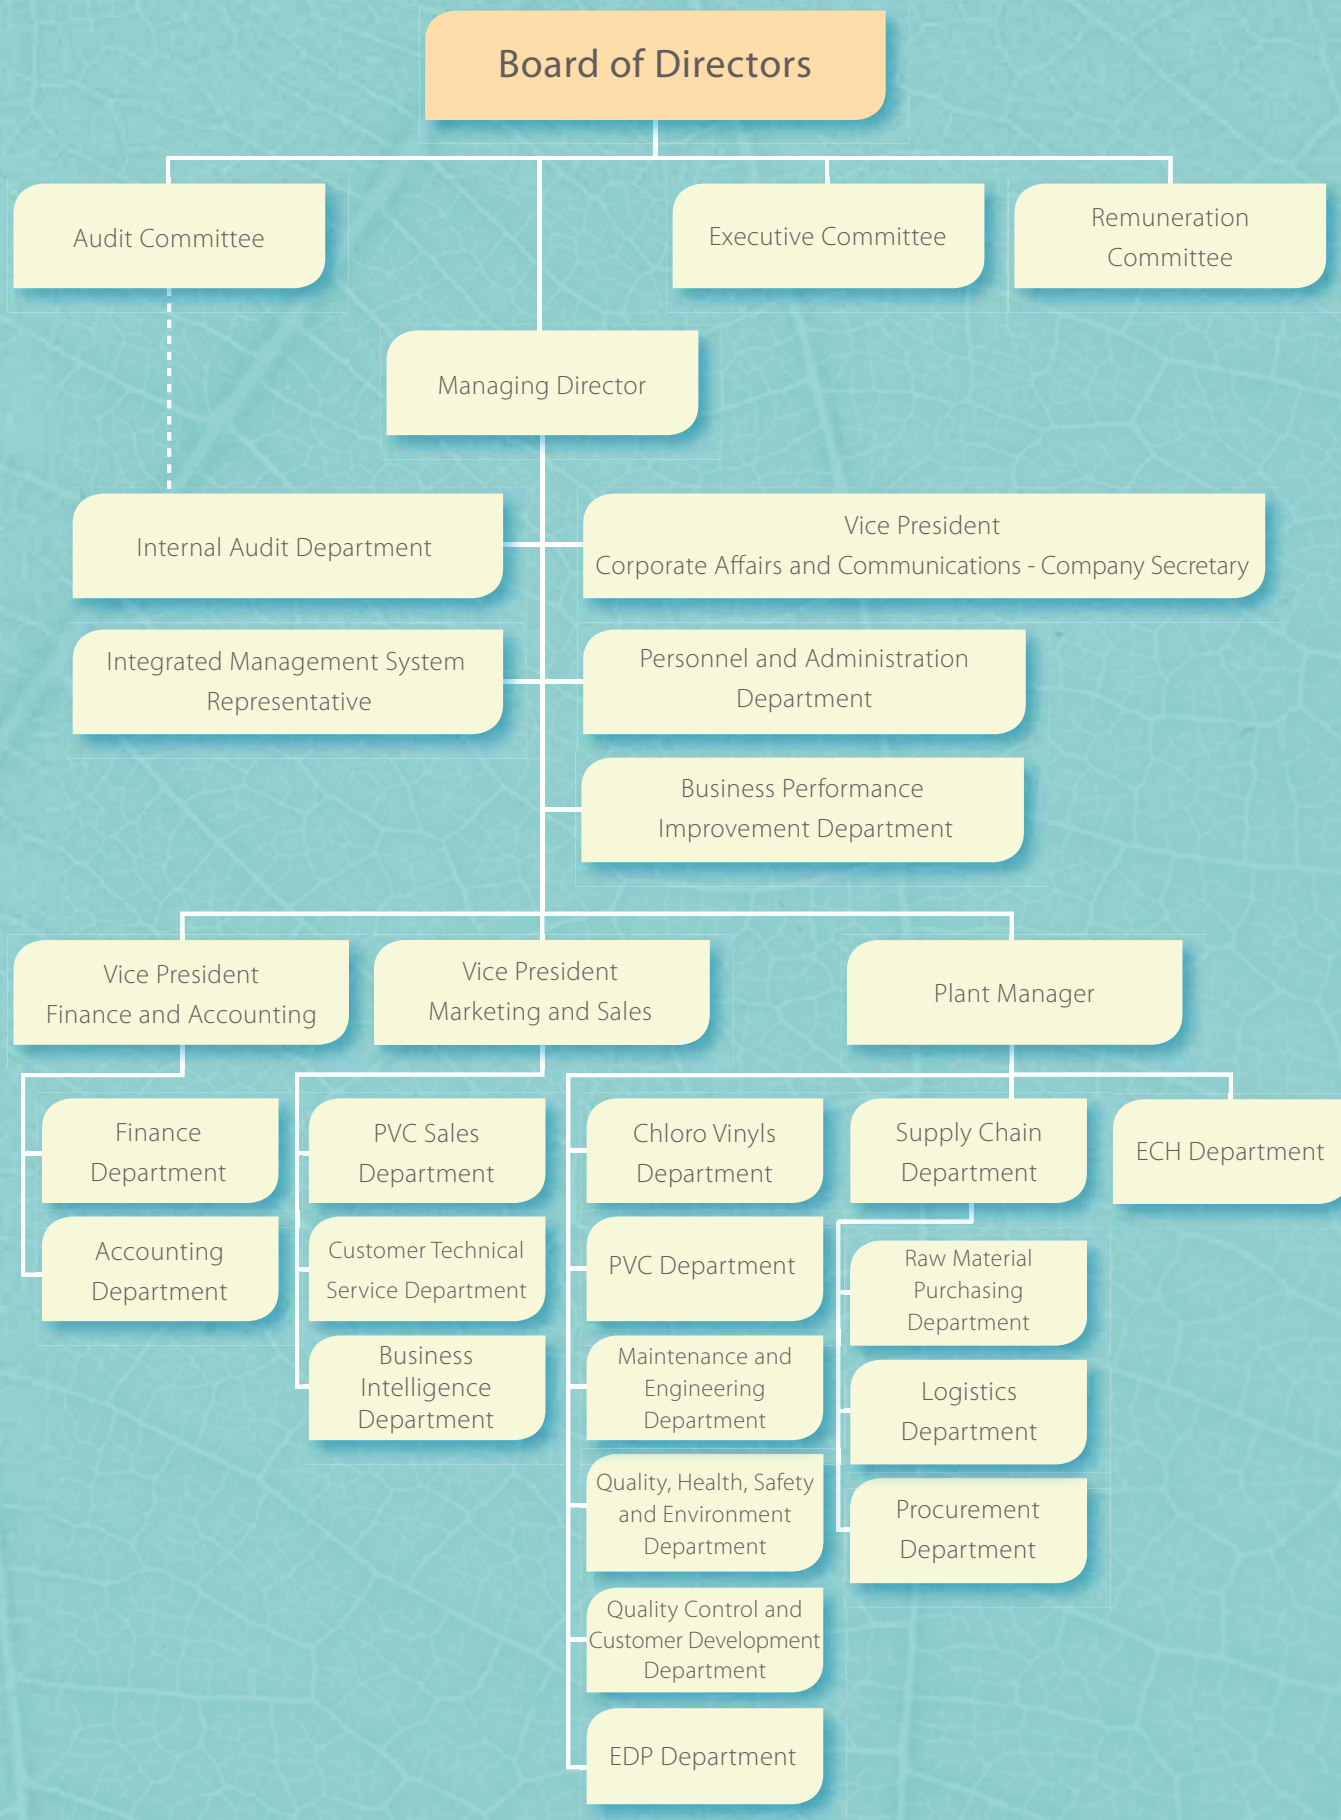 Board of Directors
Audit Committee
Executive Committee
Remuneration
Committee
Managing Director
Internal Audit Department
Vice President
Corporate Affairs and Communications - Company Secretary
Integrated Management System
Representative
Personnel and Administration
Department
Business Performance
Improvement Department
Vice President
Finance and Accounting
Vice President
Marketing and Sales
Plant Manager
Finance
Department
Accounting
Department
PVC Sales
Department
Customer Technical
Service Department
Business
Intelligence
Department
Chloro Vinyls
Department
PVC Department
Maintenance and
Engineering
Department
Quality, Health, Safety
and Environment
Department
Quality Control and
Customer Development
Department
EDP Department
Supply Chain
Department
Raw Material
Purchasing
Department
Logistics
Department
Procurement
Department
ECH Department